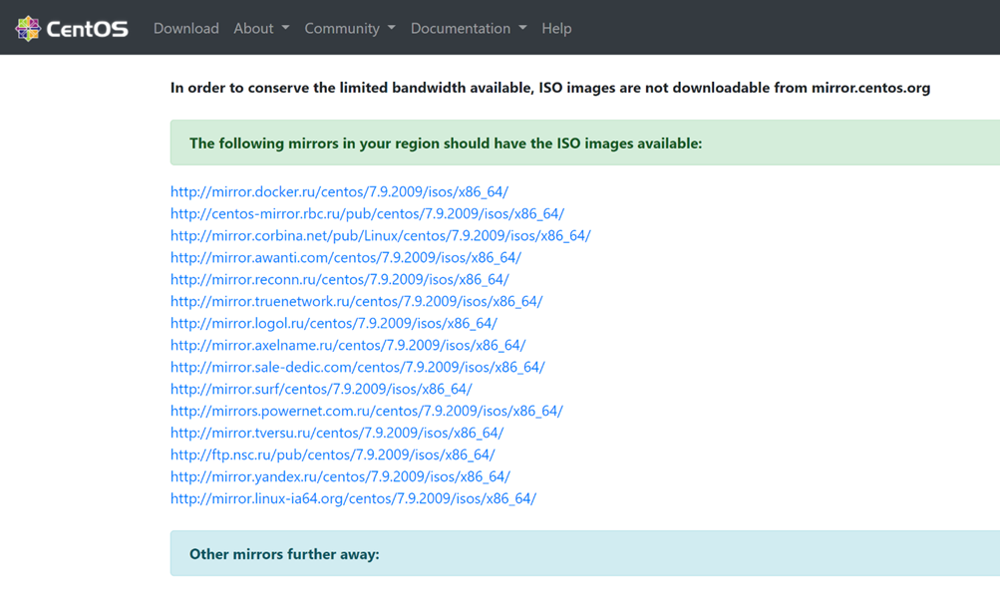 CentOS Download About Community Documentation Help
In order to conserve the limited bandwidth available, ISO images are not downloadable from mirror.centos.org
The following mirrors in your region should have the ISO images available:
http://mirror.docker.ru/centos/7.9.2009/isos/x86_64/
http://centos-mirror.rbc.ru/pub/centos/7.9.2009/isos/x86_64/
http://mirror.corbina.net/pub/Linux/centos/7.9.2009/isos/x86_64/
http://mirror.awanti.com/centos/7.9.2009/isos/x86_64/
http://mirror.reconn.ru/centos/7.9.2009/isos/x86_64/
http://mirror.truenetwork.ru/centos/7.9.2009/isos/x86_64/
http://mirror.logol.ru/centos/7.9.2009/isos/x86_64/
http://mirror.axelname.ru/centos/7.9.2009/isos/x86_64/
http://mirror.sale-dedic.com/centos/7.9.2009/isos/x86_64/
http://mirror.surf/centos/7.9.2009/isos/x86_64/
http://mirrors.powernet.com.ru/centos/7.9.2009/isos/x86_64/
http://mirror.tversu.ru/centos/7.9.2009/isos/x86_64/
http://ftp.nsc.ru/pub/centos/7.9.2009/isos/x86_64/
http://mirror.yandex.ru/centos/7.9.2009/isos/x86_64/
http://mirror.linux-ia64.org/centos/7.9.2009/isos/x86_64/
Other mirrors further away: